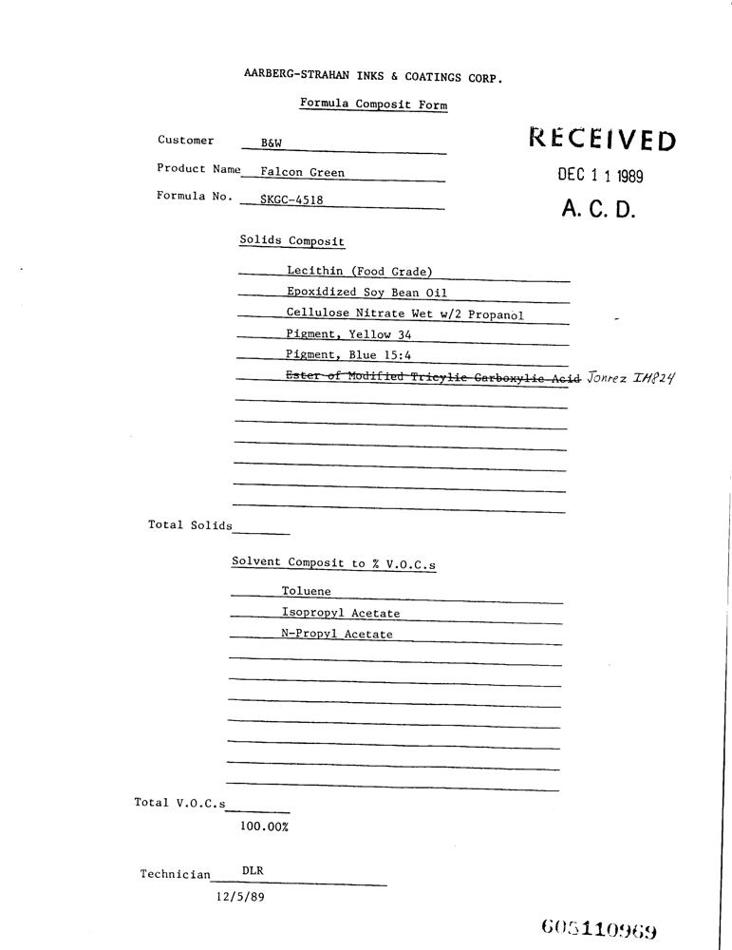 AARBERG-STRAHAN INKS & COATINGS CORP.
Formula Composit Form
RECEIVED
DEC 11 1989
A. C. D.
Customer B&W
Product Name Falcon Green
Formula No. SKGC-4518
Solids Composit
Lecithin (Food Grade)
Epoxidized Soy Bean Oil
Cellulose Nitrate Wet w/2 Propanol
Pigment, Yellow 34
Pigment, Blue 15:4
Ester of Modified Tricylic Carboxylic Acid Jonrez IH824
Total Solids
Solvent Composit to % V.O.C.s
Toluene
Isopropyl Acetate
N-Propyl Acetate
Total V.O.C.s
100.00%
Technician DLR
12/5/89
605110969